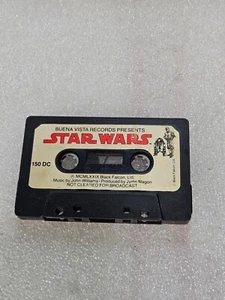 BUENA VISTA RECORDS PRESENTS
STAR WARS
150 DC
℗ MCMLXXIX Black Falcon, Ltd
Music by John Williams • Produced by Jymn Magon
NOT CLEARED FOR BROADCAST